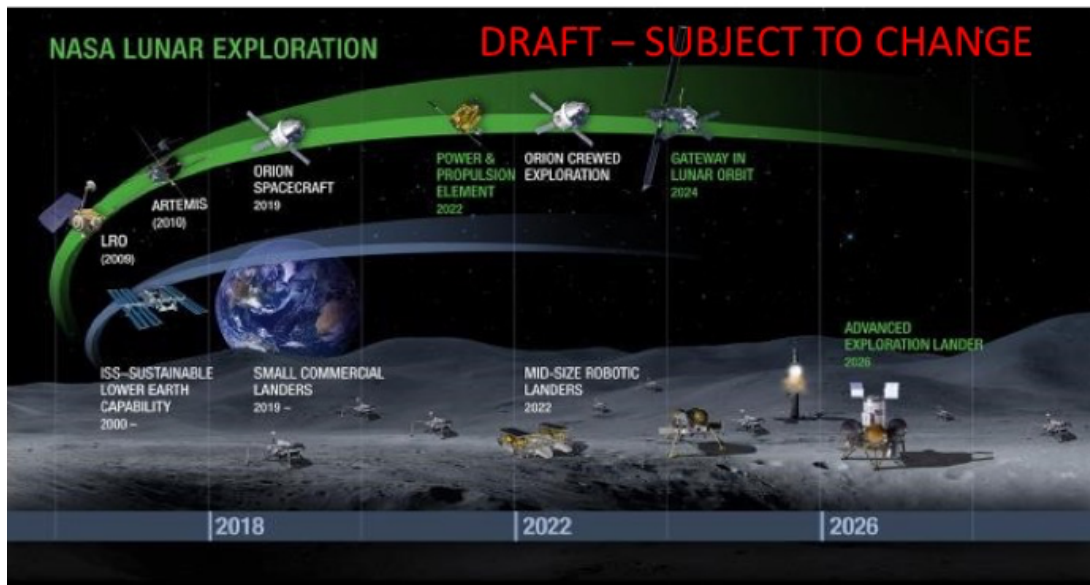 NASA LUNAR EXPLORATION
DRAFT – SUBJECT TO CHANGE
LRO
(2009)
ARTEMIS
(2010)
ORION
SPACECRAFT
2019
POWER &
PROPULSION
ELEMENT
2022
ORION CREWED
EXPLORATION
GATEWAY IN
LUNAR ORBIT
2024
ISS–SUSTAINABLE
LOWER EARTH
CAPABILITY
2000 –
SMALL COMMERCIAL
LANDERS
2019 –
MID-SIZE ROBOTIC
LANDERS
2022
ADVANCED
EXPLORATION LANDER
2026
2018
2022
2026